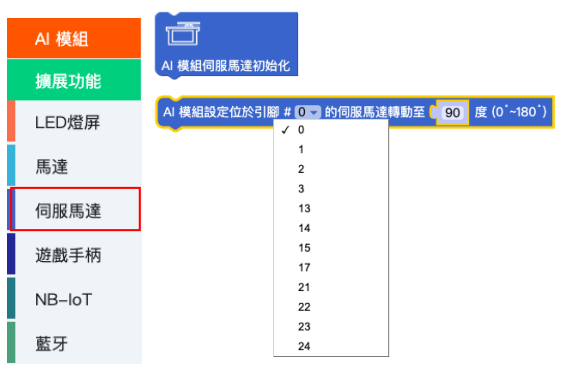 AI 模組
擴展功能
LED燈屏
馬達
伺服馬達
遊戲手柄
NB-IoT
藍牙
AI 模組伺服馬達初始化
AI 模組設定位於引腳 # 0 的伺服馬達轉動至 90 度 (0˚~180˚)
✓ 0
1
2
3
13
14
15
17
21
22
23
24